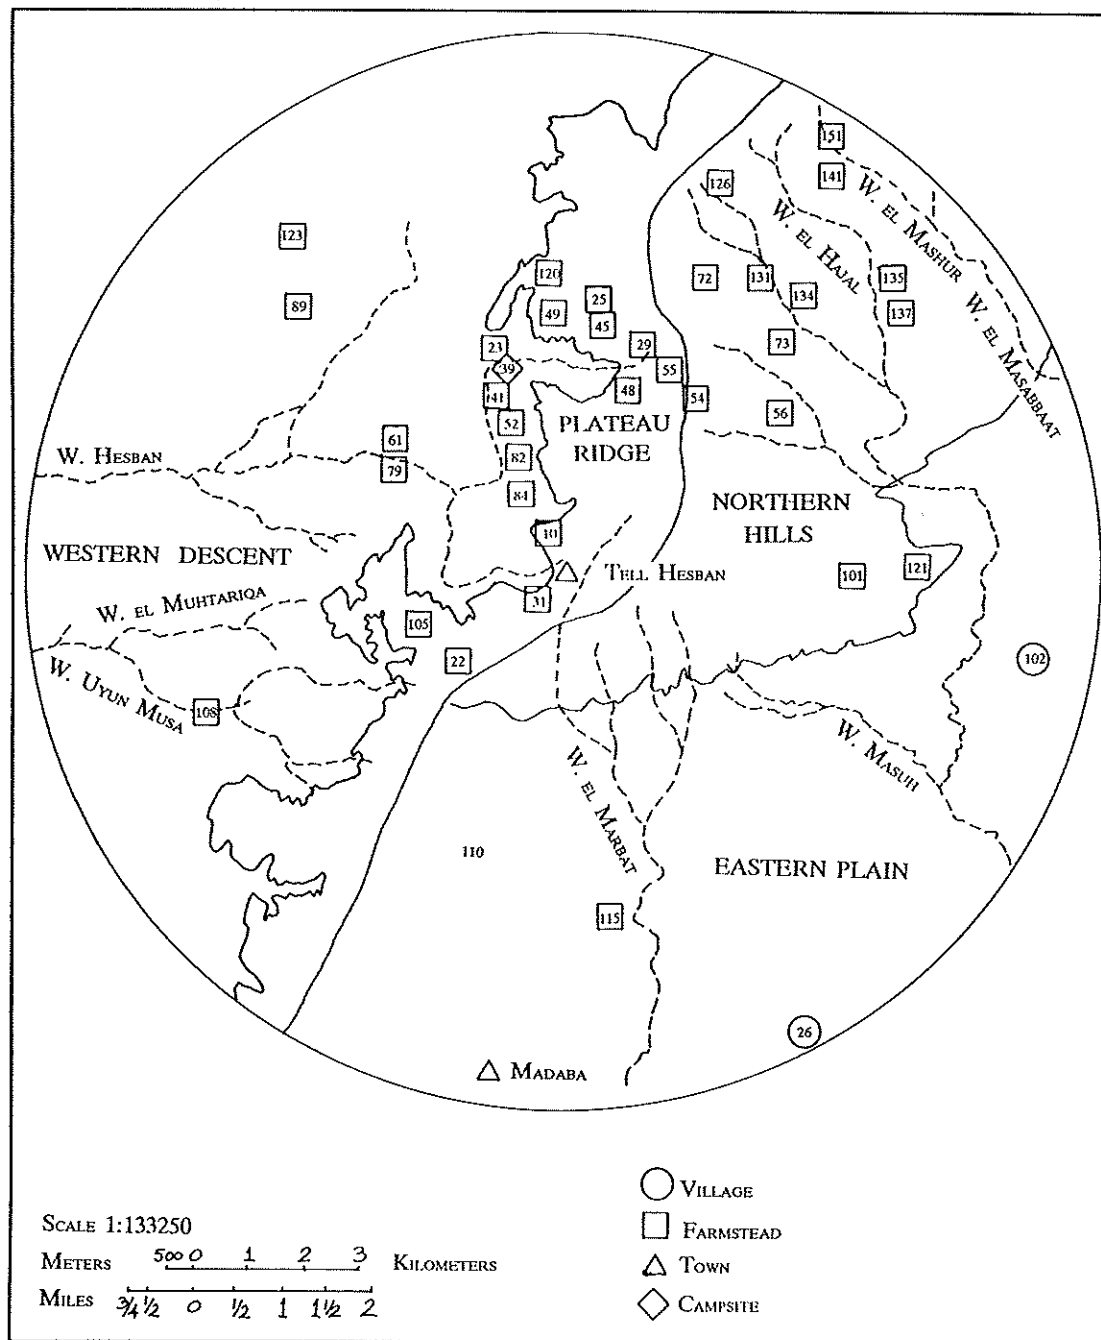 151
126
141
W. EL MASHUR
W. EL HAJAL
123
120
72
131
135
89
25
134
W. EL MASABBAAT
49
137
45
23
29
73
39
55
41
48
54
52
PLATEAU
RIDGE
56
61
W. HESBAN
79
82
84
NORTHERN
HILLS
10
WESTERN DESCENT
TELL HESBAN
101
121
31
W. EL MUHTARIQA
105
22
102
W. UYUN MUSA
108
W. MASUH
W. EL MARBAT
110
EASTERN PLAIN
115
26
MADABA
VILLAGE
SCALE 1:133250
FARMSTEAD
METERS 500 0 1 2 3 KILOMETERS
TOWN
MILES 3/4 1/2 0 1/2 1 1 1/2 2
CAMPSITE